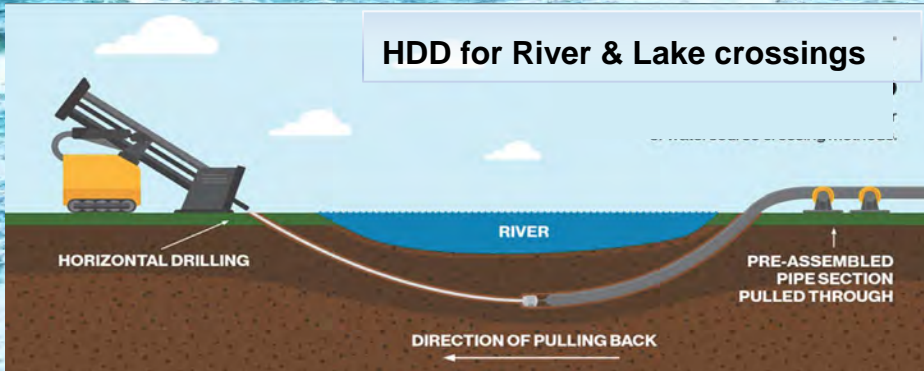 HDD for River & Lake crossings
RIVER
HORIZONTAL DRILLING
PRE-ASSEMBLED
PIPE SECTION
PULLED THROUGH
DIRECTION OF PULLING BACK